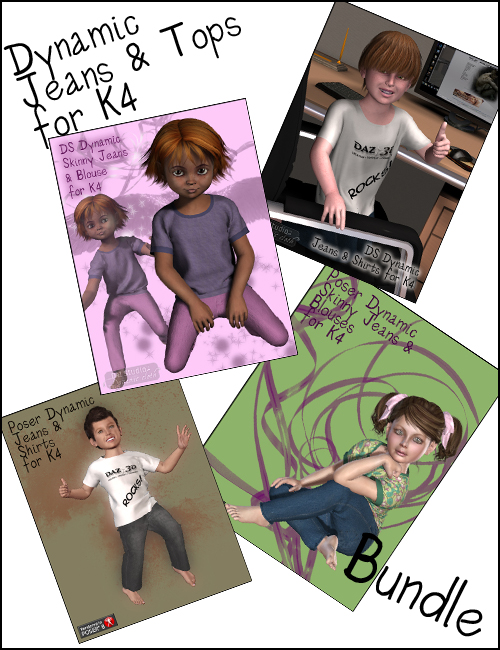 Dynamic
Jeans & Tops
for K4
DS Dynamic
Skinny Jeans
& Blouse
for K4
DAZ 3D
ROCKS!
DS Dynamic
Jeans & Shirts for K4
Poser Dynamic
Skinny Jeans &
Blouses
for K4
Poser Dynamic
Jeans &
Shirts
for K4
DAZ 3D
ROCKS!
POSER 8
Bundle